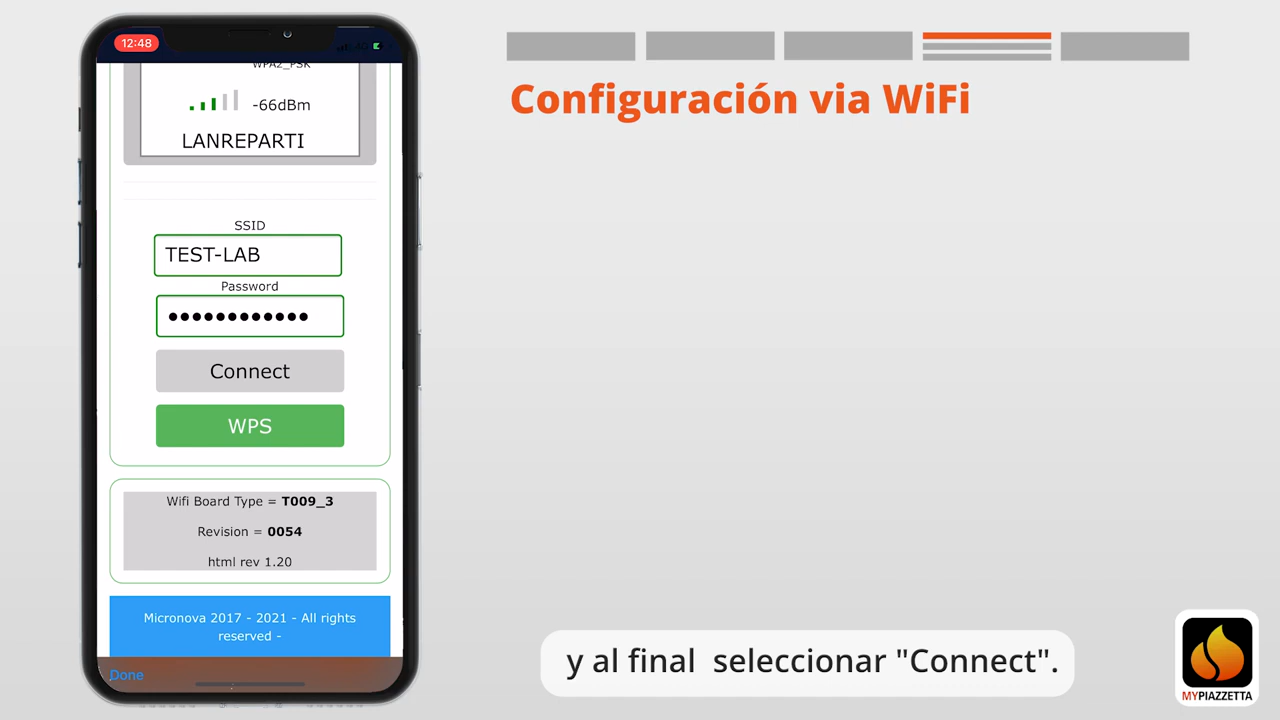 12:48
WPA2_PSK
-66dBm
LANREPARTI
SSID
TEST-LAB
Password
••••••••••••
Connect
WPS
Wifi Board Type = T009_3
Revision = 0054
html rev 1.20
Micronova 2017 - 2021 - All rights
reserved -
Done
Configuración via WiFi
y al final seleccionar "Connect".
MYPIAZZETTA